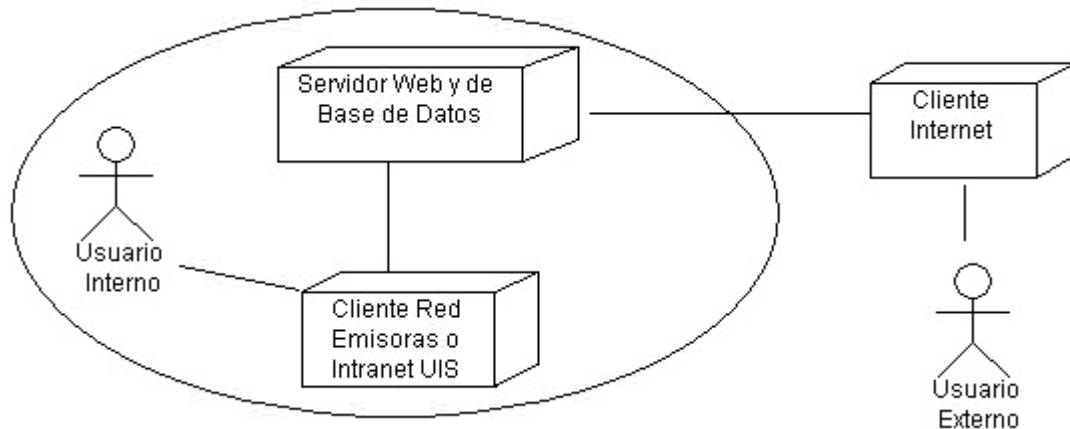 Servidor Web y de
Base de Datos
Cliente
Internet
Usuario
Interno
Cliente Red
Emisoras o
Intranet UIS
Usuario
Externo